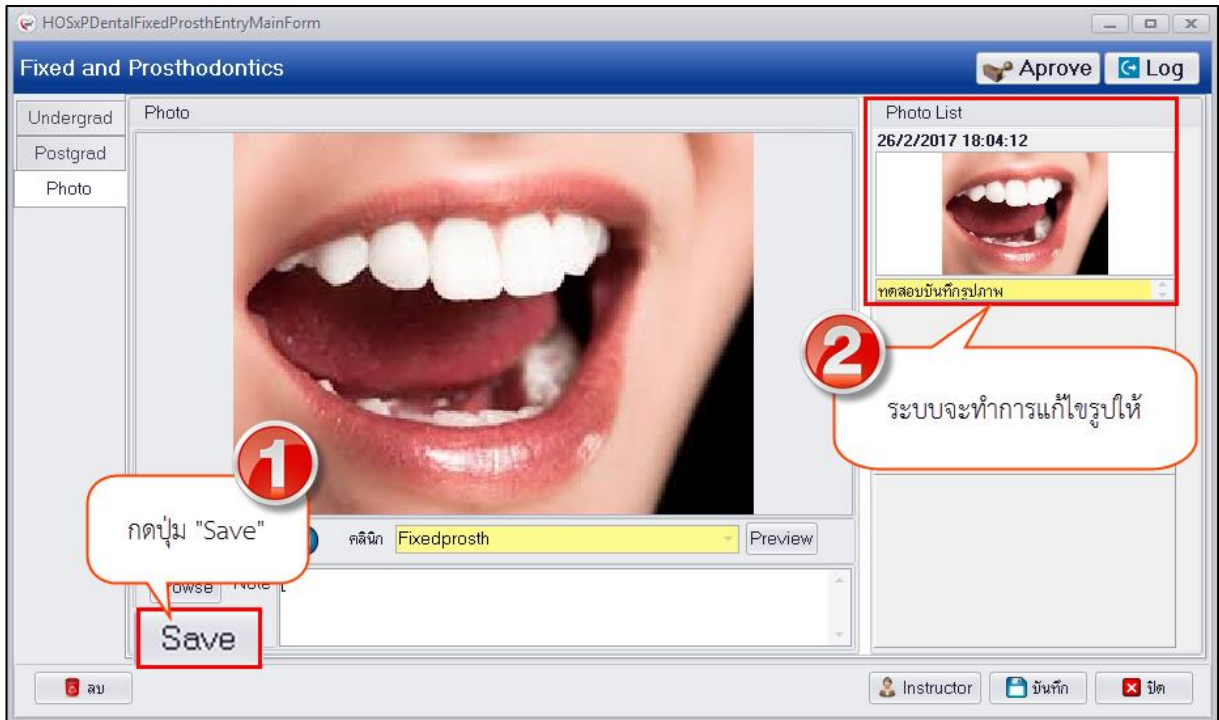 HOSxPDentalFixedProsthEntryMainForm
Fixed and Prosthodontics
Aprove
Log
Undergrad
Postgrad
Photo
Photo
Photo List
26/2/2017 18:04:12
ทดสอบบันทึกรูปภาพ
2
ระบบจะทำการแก้ไขรูปให้
1
กดปุ่ม "Save"
คลินิก
Fixedprosth
Preview
Save
ลบ
Instructor
บันทึก
ปิด